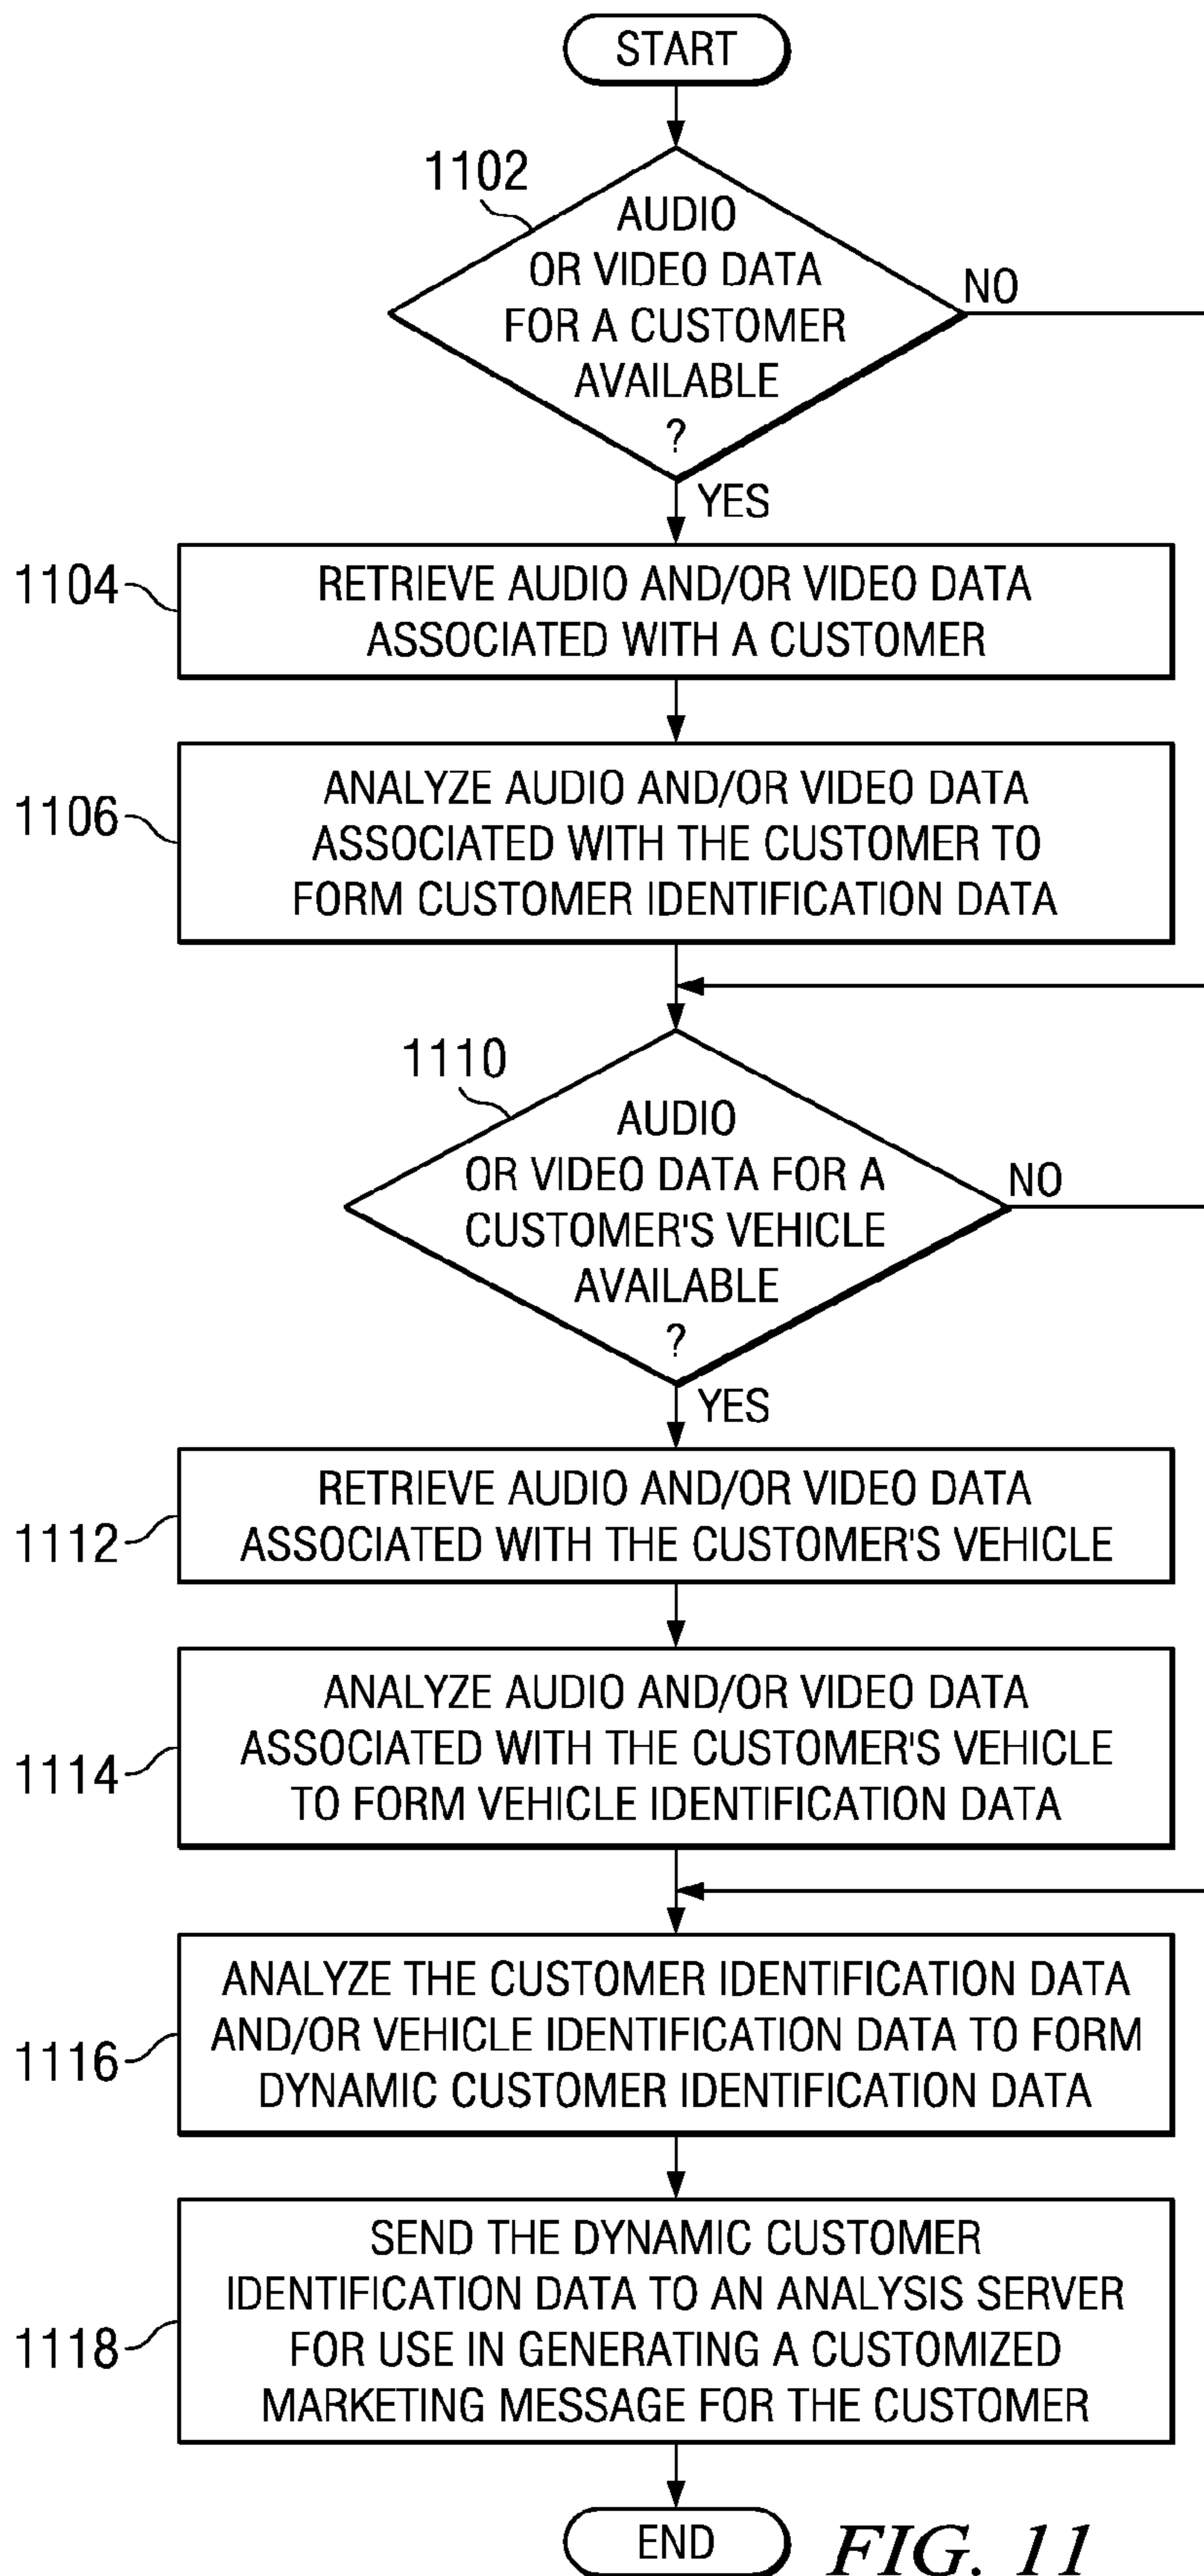 START
1102
AUDIO
OR VIDEO DATA
FOR A CUSTOMER
AVAILABLE
?
NO
YES
1104
RETRIEVE AUDIO AND/OR VIDEO DATA
ASSOCIATED WITH A CUSTOMER
1106
ANALYZE AUDIO AND/OR VIDEO DATA
ASSOCIATED WITH THE CUSTOMER TO
FORM CUSTOMER IDENTIFICATION DATA
1110
AUDIO
OR VIDEO DATA FOR A
CUSTOMER'S VEHICLE
AVAILABLE
?
NO
YES
1112
RETRIEVE AUDIO AND/OR VIDEO DATA
ASSOCIATED WITH THE CUSTOMER'S VEHICLE
1114
ANALYZE AUDIO AND/OR VIDEO DATA
ASSOCIATED WITH THE CUSTOMER'S VEHICLE
TO FORM VEHICLE IDENTIFICATION DATA
1116
ANALYZE THE CUSTOMER IDENTIFICATION DATA
AND/OR VEHICLE IDENTIFICATION DATA TO FORM
DYNAMIC CUSTOMER IDENTIFICATION DATA
1118
SEND THE DYNAMIC CUSTOMER
IDENTIFICATION DATA TO AN ANALYSIS SERVER
FOR USE IN GENERATING A CUSTOMIZED
MARKETING MESSAGE FOR THE CUSTOMER
END
FIG. 11